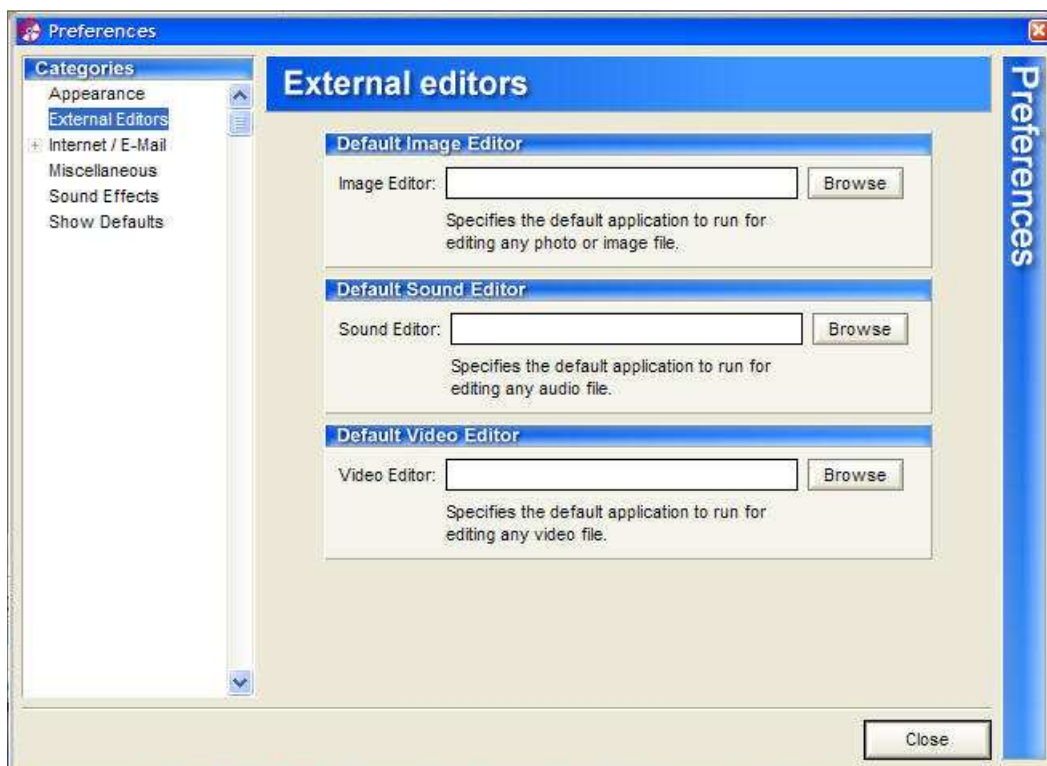 Preferences
Categories
Appearance
External Editors
Internet / E-Mail
Miscellaneous
Sound Effects
Show Defaults
External editors
Default Image Editor
Image Editor:
Browse
Specifies the default application to run for
editing any photo or image file.
Default Sound Editor
Sound Editor:
Browse
Specifies the default application to run for
editing any audio file.
Default Video Editor
Video Editor:
Browse
Specifies the default application to run for
editing any video file.
Preferences
Close